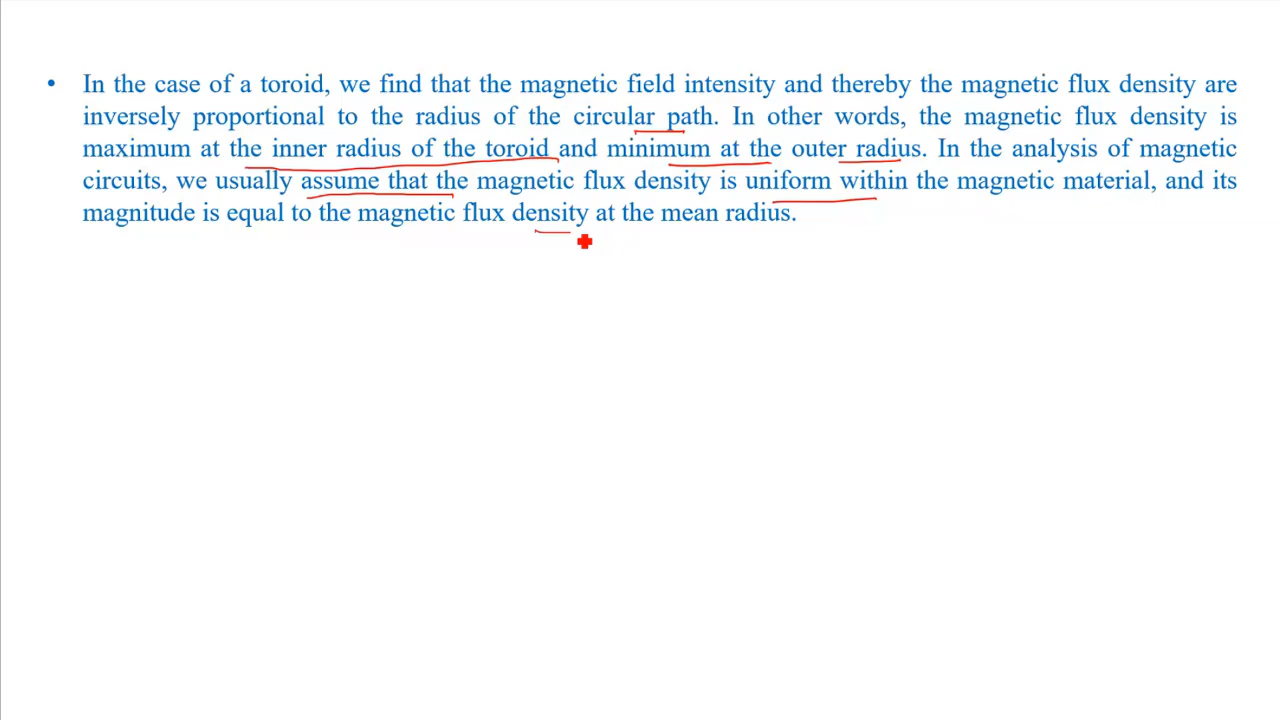 • In the case of a toroid, we find that the magnetic field intensity and thereby the magnetic flux density are
inversely proportional to the radius of the circular path. In other words, the magnetic flux density is
maximum at the inner radius of the toroid and minimum at the outer radius. In the analysis of magnetic
circuits, we usually assume that the magnetic flux density is uniform within the magnetic material, and its
magnitude is equal to the magnetic flux density at the mean radius.